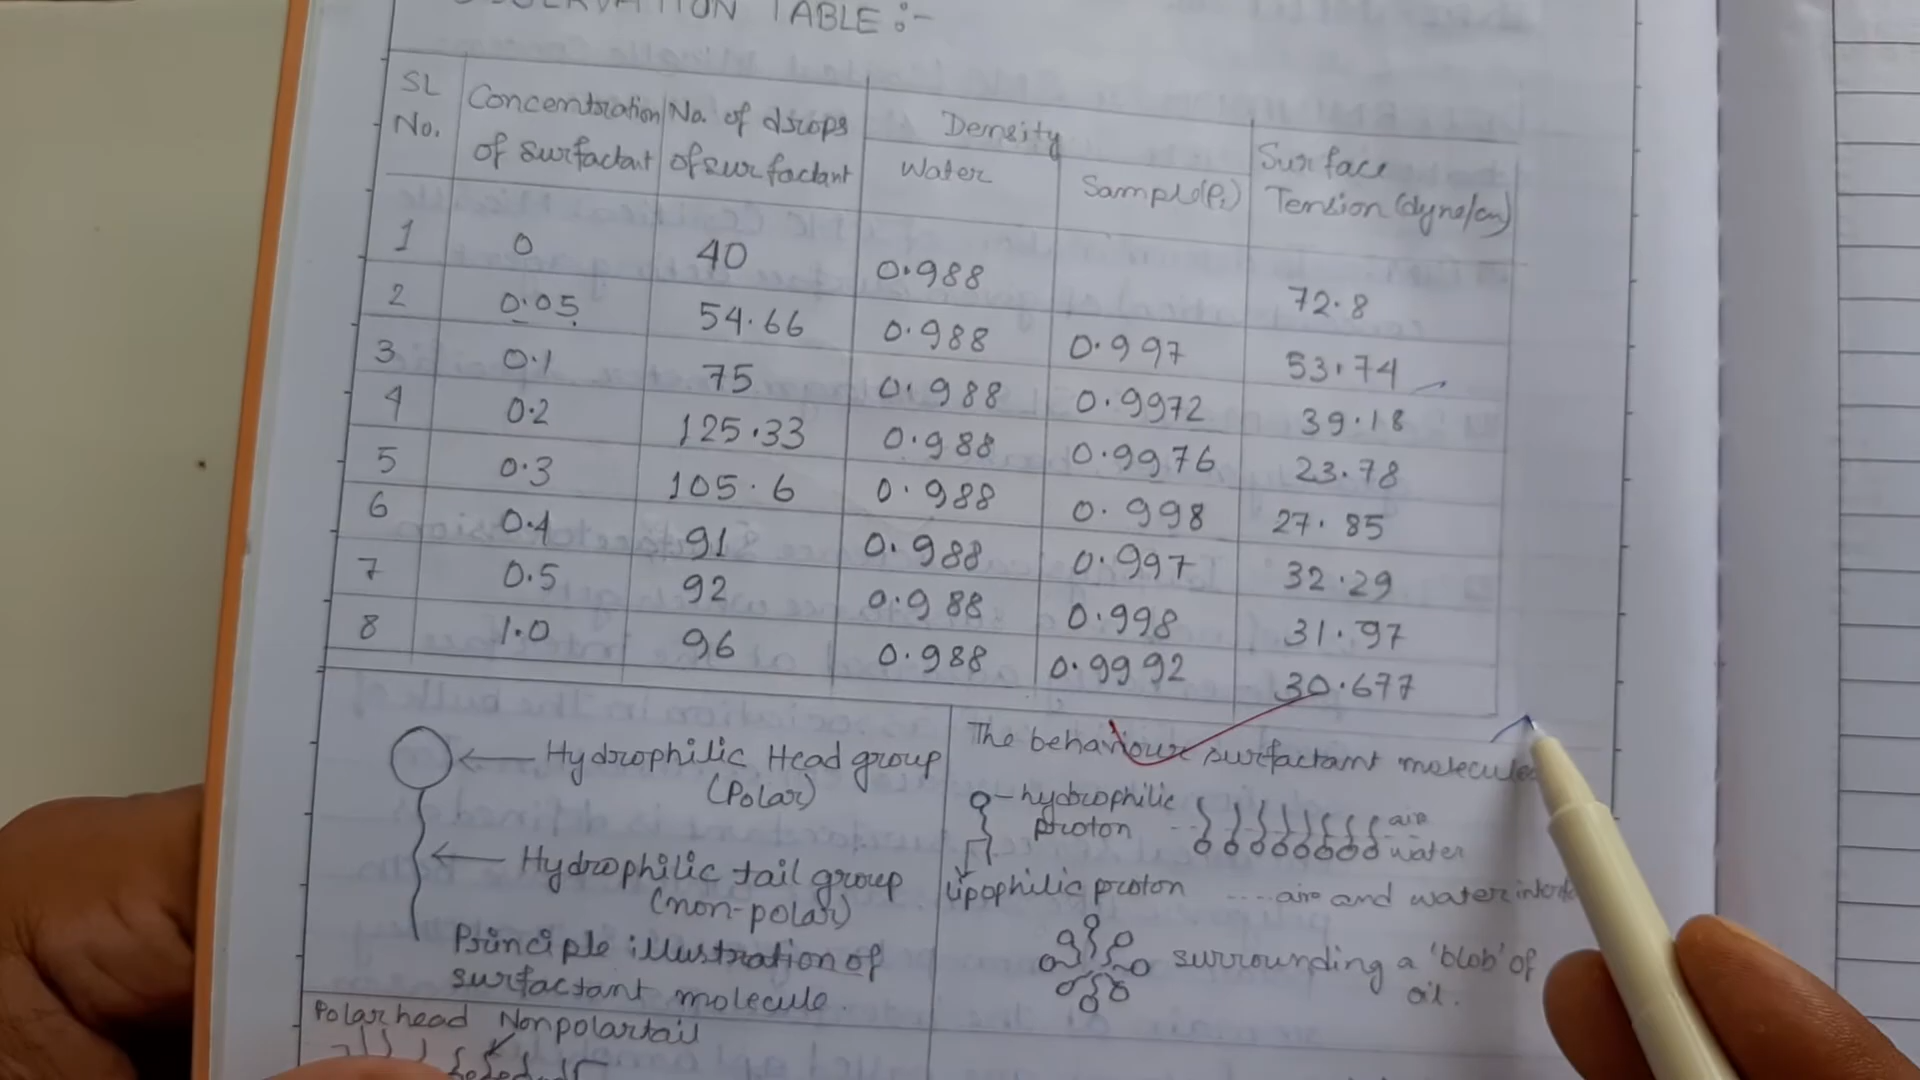 OBSERVATION TABLE :-
SL No. Concentration of surfactant No. of drops of surfactant Density Water Sample(ρ₂) Surface Tension (dyne/cm)
1 0 40 0.988 72.8
2 0.05 54.66 0.988 0.997 53.74
3 0.1 75 0.988 0.9972 39.18
4 0.2 125.33 0.988 0.9976 23.78
5 0.3 105.6 0.988 0.998 27.85
6 0.4 91 0.988 0.997 32.29
7 0.5 92 0.988 0.998 31.97
8 1.0 96 0.988 0.9992 30.677
Hydrophilic Head group
(Polar)
Hydrophilic tail group
(non-polar)
Principle illustration of
surfactant molecule.
The behaviour surfactant molecules
hydrophilic
proton
air
water
lipophilic proton
.... air and water
surrounding a 'blob' of
oil.
Polar head Nonpolar tail